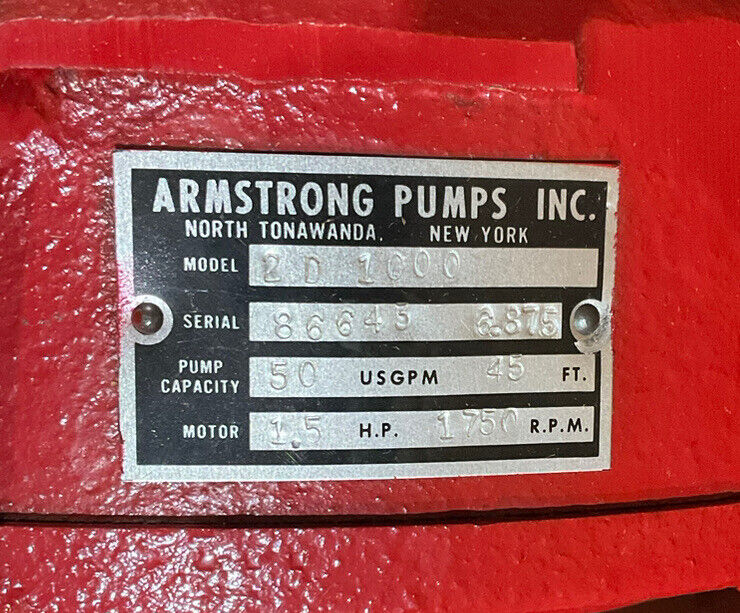 ARMSTRONG PUMPS INC.
NORTH TONAWANDA, NEW YORK
MODEL 2D 1000
SERIAL 86645 6.875
PUMP CAPACITY 50 USGPM 45 FT.
MOTOR 1.5 H.P. 1750 R.P.M.